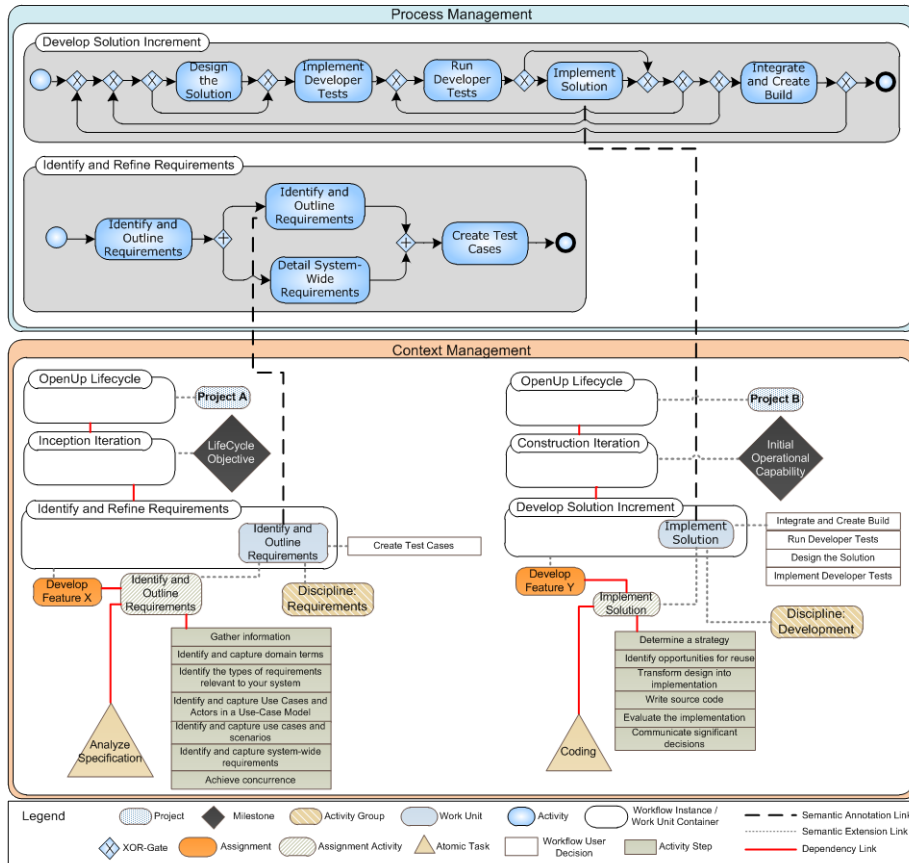 Process Management
Develop Solution Increment
Design
the
Solution
Implement
Developer
Tests
Run
Developer
Tests
Implement
Solution
Integrate
and Create
Build
Identify and Refine Requirements
Identify and
Outline
Requirements
Identify and
Outline
Requirements
Detail System-
Wide
Requirements
Create Test
Cases
Context Management
OpenUp Lifecycle
Project A
Inception Iteration
LifeCycle
Objective
Identify and Refine Requirements
Identify and
Outline
Requirements
Create Test Cases
Develop
Feature X
Identify and
Outline
Requirements
Discipline:
Requirements
Gather information
Identify and capture domain terms
Identify the types of requirements
relevant to your system
Identify and capture Use Cases and
Actors in a Use-Case Model
Identify and capture use cases and
scenarios
Identify and capture system-wide
requirements
Achieve concurrence
Analyze
Specification
OpenUp Lifecycle
Project B
Construction Iteration
Initial
Operational
Capability
Develop Solution Increment
Implement
Solution
Integrate and Create Build
Run Developer Tests
Design the Solution
Implement Developer Tests
Develop
Feature Y
Implement
Solution
Discipline:
Development
Determine a strategy
Identify opportunities for reuse
Transform design into
implementation
Write source code
Evaluate the implementation
Communicate significant
decisions
Coding
Legend
Project
Milestone
Activity Group
Work Unit
Activity
Workflow Instance /
Work Unit Container
Semantic Annotation Link
Semantic Extension Link
Dependency Link
XOR-Gate
Assignment
Assignment Activity
Atomic Task
Workflow User
Decision
Activity Step